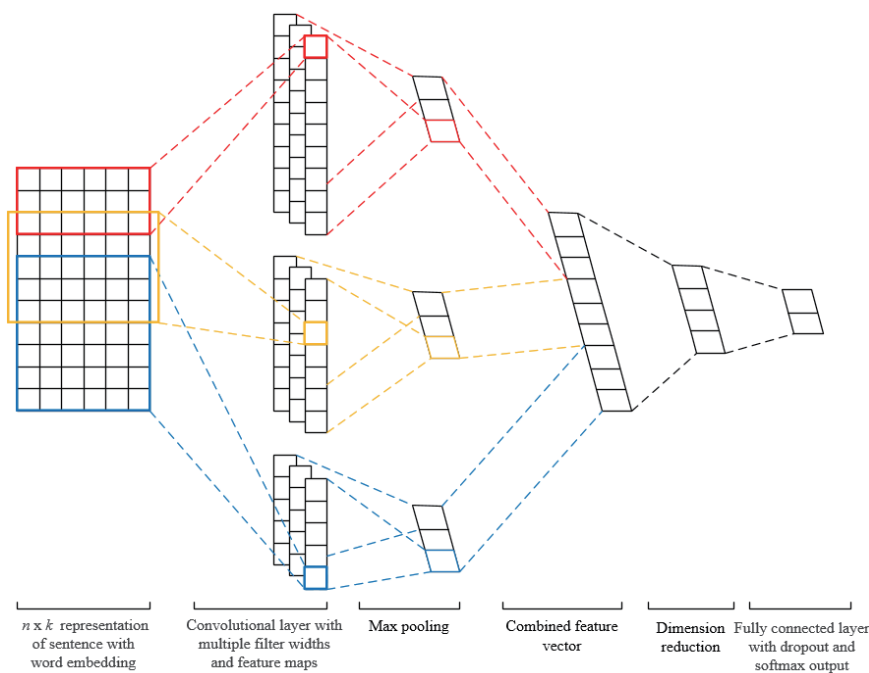 n x k representation
of sentence with
word embedding
Convolutional layer with
multiple filter widths
and feature maps
Max pooling
Combined feature
vector
Dimension
reduction
Fully connected layer
with dropout and
softmax output